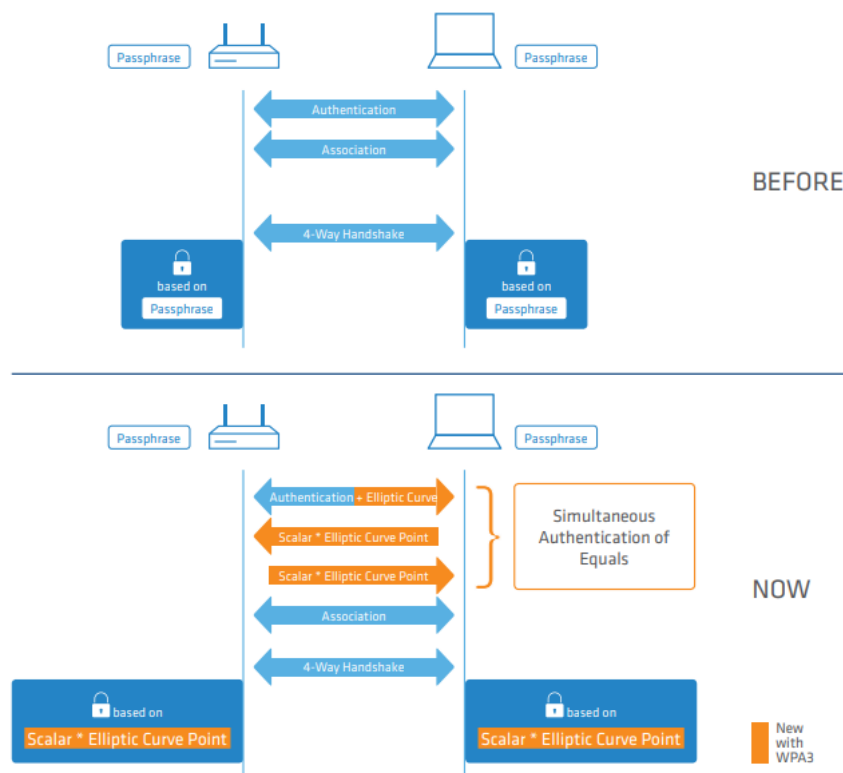 Passphrase
Passphrase
Authentication
Association
BEFORE
4-Way Handshake
based on
Passphrase
based on
Passphrase
Passphrase
Passphrase
Authentication + Elliptic Curve
Scalar * Elliptic Curve Point
Scalar * Elliptic Curve Point
Simultaneous
Authentication of
Equals
NOW
Association
4-Way Handshake
based on
Scalar * Elliptic Curve Point
based on
Scalar * Elliptic Curve Point
New
with
WPA3